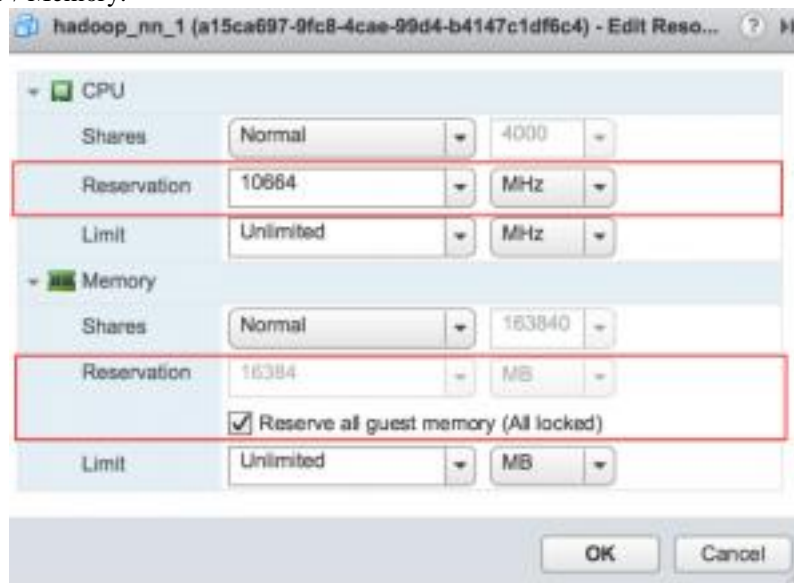 Memory.
hadoop_nn_1 (a15ca697-9fc8-4cae-99d4-b4147c1df6c4) - Edit Reso... ?
CPU
Shares Normal 4000
Reservation 10664 MHz
Limit Unlimited MHz
Memory
Shares Normal 163840
Reservation 16384 MB
Reserve all guest memory (All locked)
Limit Unlimited MB
OK Cancel